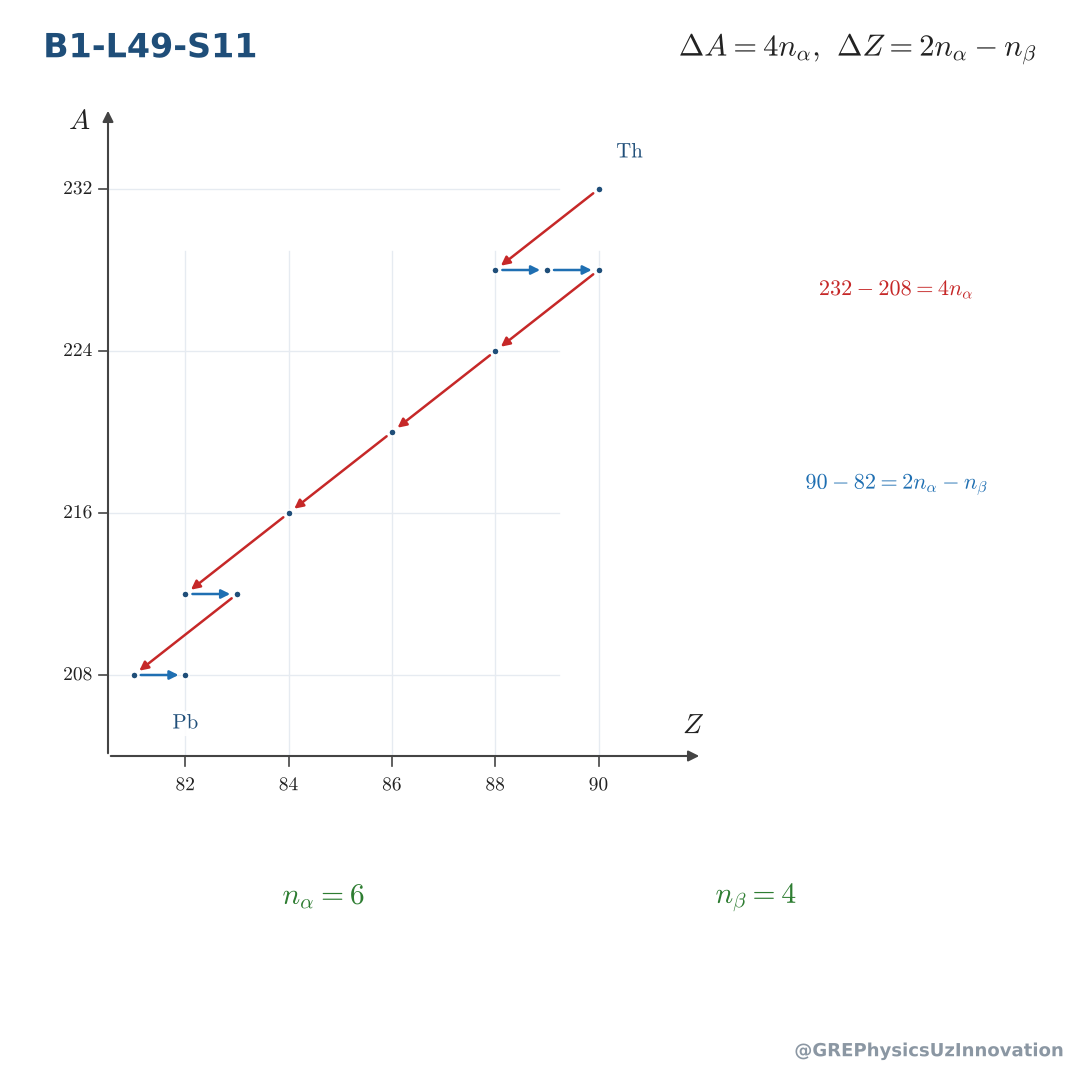 B1-L49-S11
ΔA = 4n_α, ΔZ = 2n_α − n_β
A
Th
232
232 − 208 = 4n_α
224
90 − 82 = 2n_α − n_β
216
208
Pb
Z
82 84 86 88 90
n_α = 6
n_β = 4
@GREPhysicsUzInnovation